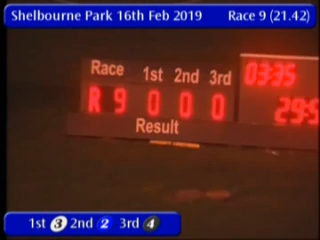 Shelbourne Park 16th Feb 2019 Race 9 (21.42)
Race 1st 2nd 3rd 03:35
R 9 0 0 0 29:5
Result
1st 3 2nd 2 3rd 4